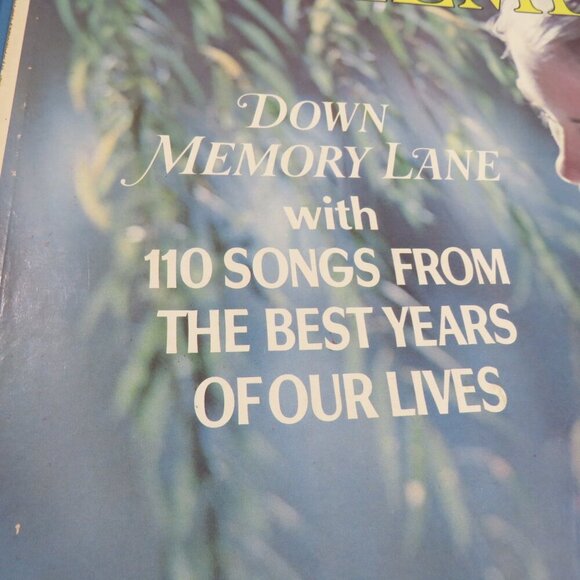 DOWN
MEMORY LANE
with
110 SONGS FROM
THE BEST YEARS
OF OUR LIVES